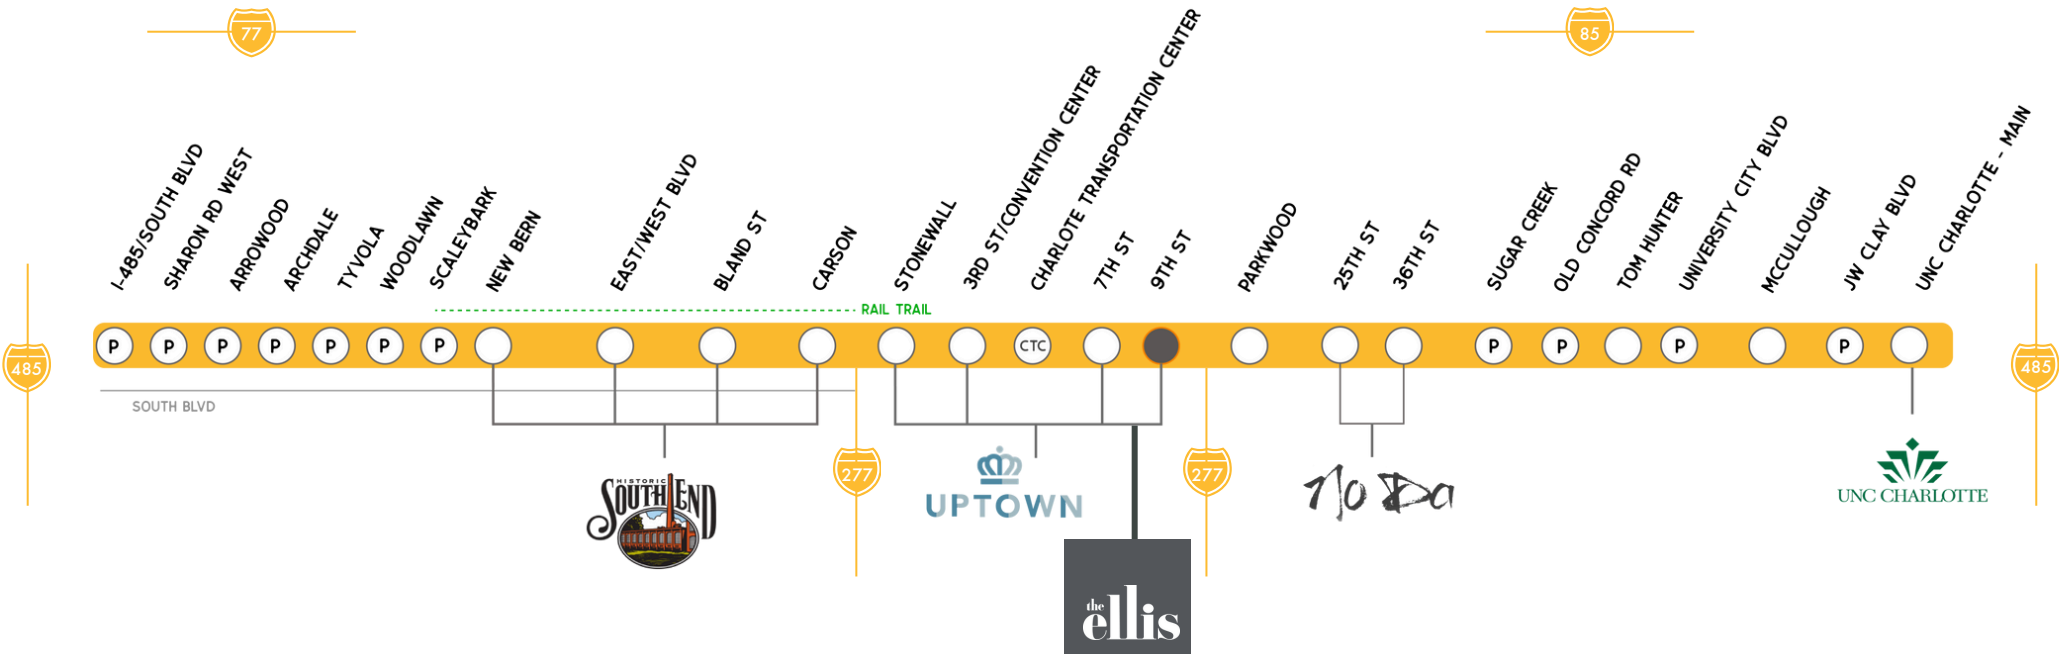 77
85
I-485/SOUTH BLVD
SHARON RD WEST
ARROWOOD
ARCHDALE
TYVOLA
WOODLAWN
SCALEYBARK
NEW BERN
EAST/WEST BLVD
BLAND ST
CARSON
STONEWALL
3RD ST/CONVENTION CENTER
CHARLOTE TRANSPORTATION CENTER
7TH ST
9TH ST
PARKWOOD
25TH ST
36TH ST
SUGAR CREEK
OLD CONCORD RD
TOM HUNTER
UNIVERSITY CITY BLVD
MCCULLOUGH
JW CLAY BLVD
UNC CHARLOTTE - MAIN
RAIL TRAIL
P
P
P
P
P
P
P
CTC
P
P
P
P
485
485
SOUTH BLVD
277
277
HISTORIC
SOUTH END
UPTOWN
NoDa
UNC CHARLOTTE
the
ellis